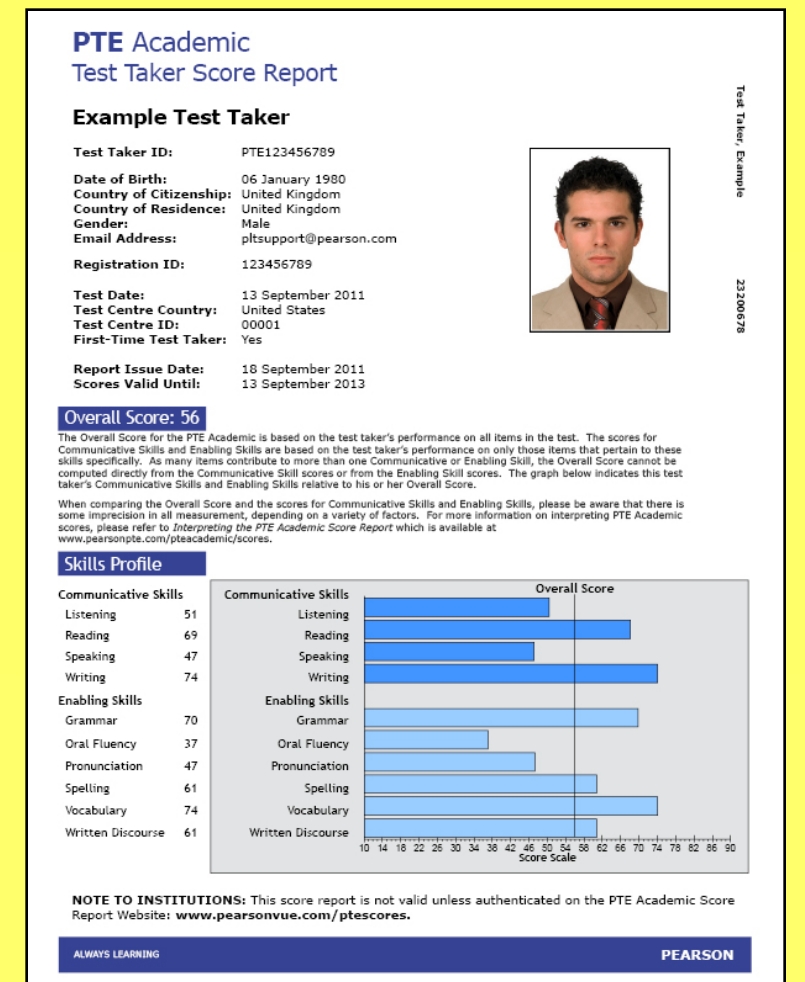 PTE Academic
Test Taker Score Report
Example Test Taker
Test Taker ID: PTE123456789
Date of Birth: 06 January 1980
Country of Citizenship: United Kingdom
Country of Residence: United Kingdom
Gender: Male
Email Address: pltsupport@pearson.com
Registration ID: 123456789
Test Date: 13 September 2011
Test Centre Country: United States
Test Centre ID: 00001
First-Time Test Taker: Yes
Report Issue Date: 18 September 2011
Scores Valid Until: 13 September 2013
Test Taker, Example 23200678
Overall Score: 56
The Overall Score for the PTE Academic is based on the test taker's performance on all items in the test. The scores for
Communicative Skills and Enabling Skills are based on the test taker's performance on only those items that pertain to these
skills specifically. As many items contribute to more than one Communicative or Enabling Skill, the Overall Score cannot be
computed directly from the Communicative Skill scores or from the Enabling Skill scores. The graph below indicates this test
taker's Communicative Skills and Enabling Skills relative to his or her Overall Score.
When comparing the Overall Score and the scores for Communicative Skills and Enabling Skills, please be aware that there is
some imprecision in all measurement, depending on a variety of factors. For more information on interpreting PTE Academic
scores, please refer to Interpreting the PTE Academic Score Report which is available at
www.pearsonpte.com/pteacademic/scores.
Skills Profile
Communicative Skills
Listening 51
Reading 69
Speaking 47
Writing 74
Enabling Skills
Grammar 70
Oral Fluency 37
Pronunciation 47
Spelling 61
Vocabulary 74
Written Discourse 61
Overall Score
Communicative Skills
Listening
Reading
Speaking
Writing
Enabling Skills
Grammar
Oral Fluency
Pronunciation
Spelling
Vocabulary
Written Discourse
10 14 18 22 26 30 34 38 42 46 50 54 58 62 66 70 74 78 82 86 90
Score Scale
NOTE TO INSTITUTIONS: This score report is not valid unless authenticated on the PTE Academic Score
Report Website: www.pearsonvue.com/ptescores.
ALWAYS LEARNING PEARSON